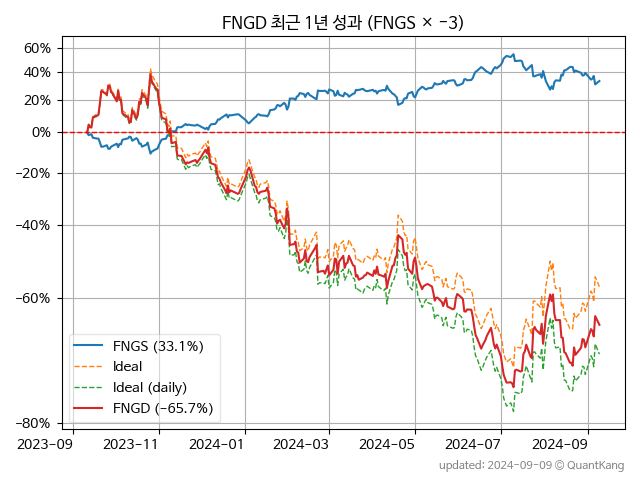 FNGD 최근 1년 성과 (FNGS × −3)
60%
40%
20%
0%
−20%
−40%
−60%
−80%
FNGS (33.1%)
Ideal
Ideal (daily)
FNGD (−65.7%)
2023−09 2023−11 2024−01 2024−03 2024−05 2024−07 2024−09
updated: 2024−09−09 © QuantKang